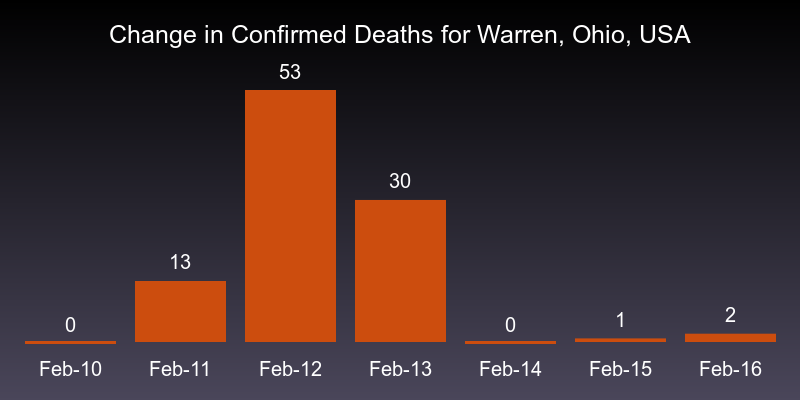 Change in Confirmed Deaths for Warren, Ohio, USA
53
30
13
0
0
1
2
Feb-10
Feb-11
Feb-12
Feb-13
Feb-14
Feb-15
Feb-16